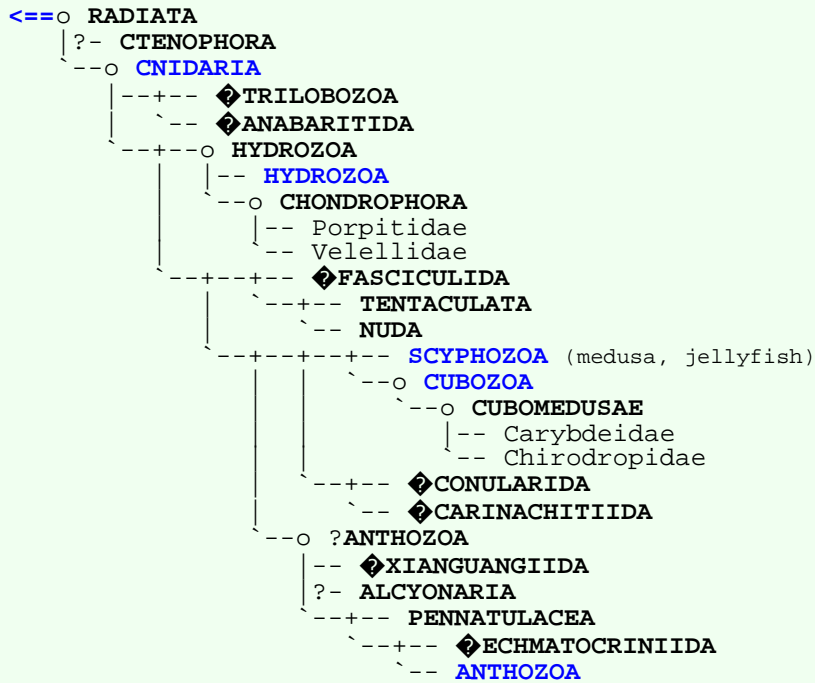 <==o RADIATA
    |?- CTENOPHORA
    `--o CNIDARIA
       |--+-- �TRILOBOZOA
       |  `-- �ANABARITIDA
       `--+--o HYDROZOA
          |  |-- HYDROZOA
          |  `--o CHONDROPHORA
          |     |-- Porpitidae
          |     `-- Velellidae
          `--+--+-- �FASCICULIDA
             |  `--+-- TENTACULATA
             |     `-- NUDA
             `--+--+--+-- SCYPHOZOA (medusa, jellyfish)
                |  |  `--o CUBOZOA
                |  |     `--o CUBOMEDUSAE
                |  |        |-- Carybdeidae
                |  |        `-- Chirodropidae
                |  `--+-- �CONULARIDA
                |     `-- �CARINACHITIIDA
                `--o ?ANTHOZOA
                   |-- �XIANGUANGIIDA
                   |?- ALCYONARIA
                   `--+-- PENNATULACEA
                      `--+-- �ECHMATOCRINIIDA
                         `-- ANTHOZOA